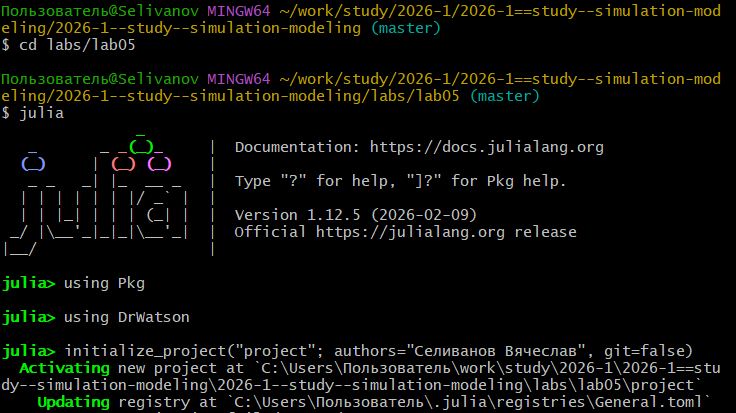 Пользователь@Selivanov MINGW64 ~/work/study/2026-1/2026-1==study--simulation-mod
eling/2026-1--study--simulation-modeling (master)
$ cd labs/lab05
Пользователь@Selivanov MINGW64 ~/work/study/2026-1/2026-1==study--simulation-mod
eling/2026-1--study--simulation-modeling/labs/lab05 (master)
$ julia
Documentation: https://docs.julialang.org
Type "?" for help, "]?" for Pkg help.
Version 1.12.5 (2026-02-09)
Official https://julialang.org release
julia> using Pkg
julia> using DrWatson
julia> initialize_project("project"; authors="Селиванов Вячеслав", git=false)
Activating new project at `C:\Users\Пользователь\work\study\2026-1\2026-1==stu
dy--simulation-modeling\2026-1--study--simulation-modeling\labs\lab05\project`
Updating registry at `C:\Users\Пользователь\.julia\registries\General.toml`